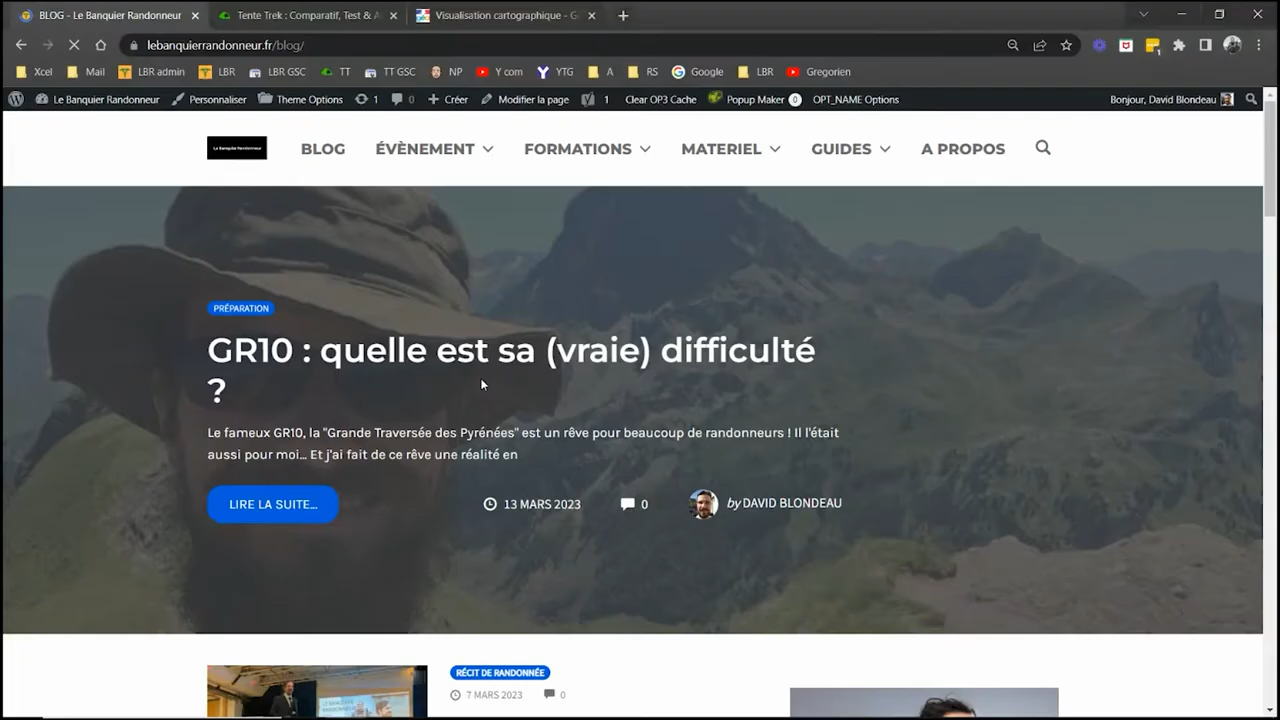 BLOG - Le Banquier Randonneur
Tente Trek : Comparatif, Test & A
Visualisation cartographique - G
lebanquierrandonneur.fr/blog/
Xcel Mail LBR admin LBR LBR GSC TT TT GSC NP Y com YTG A RS Google LBR Gregorien
Le Banquier Randonneur Personnaliser Theme Options 1 0 Créer Modifier la page 1 Clear OP3 Cache Popup Maker 0 OPT_NAME Options Bonjour, David Blondeau
Le Banquier Randonneur
BLOG ÉVÈNEMENT FORMATIONS MATERIEL GUIDES A PROPOS
PRÉPARATION
GR10 : quelle est sa (vraie) difficulté
?
Le fameux GR10, la "Grande Traversée des Pyrénées" est un rêve pour beaucoup de randonneurs ! Il l'était
aussi pour moi... Et j'ai fait de ce rêve une réalité en
LIRE LA SUITE... 13 MARS 2023 0 by DAVID BLONDEAU
RÉCIT DE RANDONNÉE
7 MARS 2023 0